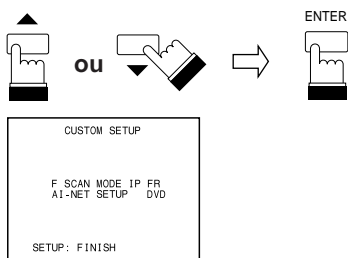 ENTER
ou
CUSTOM SETUP
F SCAN MODE IP FR
AI-NET SETUP DVD
SETUP: FINISH